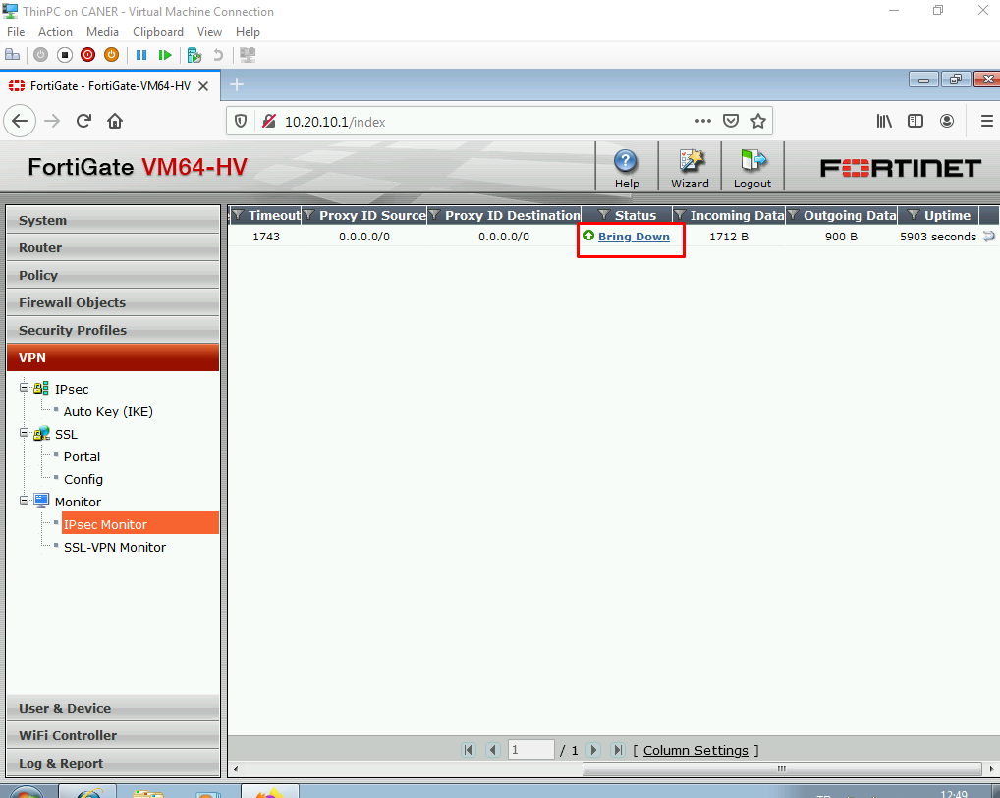 ThinPC on CANER - Virtual Machine Connection
File Action Media Clipboard View Help
FortiGate - FortiGate-VM64-HV
10.20.10.1/index
FortiGate VM64-HV
Help Wizard Logout
FORTINET
System
Router
Policy
Firewall Objects
Security Profiles
VPN
IPsec
Auto Key (IKE)
SSL
Portal
Config
Monitor
IPsec Monitor
SSL-VPN Monitor
User & Device
WiFi Controller
Log & Report
Timeout Proxy ID Source Proxy ID Destination Status Incoming Data Outgoing Data Uptime
1743 0.0.0.0/0 0.0.0.0/0 Bring Down 1712 B 900 B 5903 seconds
1 / 1 [ Column Settings ]
12:49